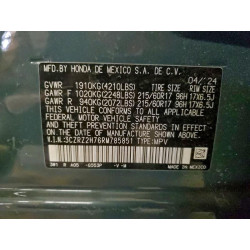 MFD.BY HONDA DE MEXICO S.A. DE C.V. 04/'24
GVWR 1910KG(4210LBS) TIRE SIZE RIM SIZE
GAWR F 1020KG(2248LBS) 215/60R17 96H 17X6.5J
GAWR R 940KG(2072LBS) 215/60R17 96H 17X6.5J
THIS VEHICLE CONFORMS TO ALL APPLICABLE
FEDERAL MOTOR VEHICLE SAFETY, BUMPER,
AND THEFT PREVENTION STANDARDS IN EFFECT
ON THE DATE OF MANUFACTURE SHOWN ABOVE.
V.I.N.:3CZRZ2H76RM785051 TYPE:MPV